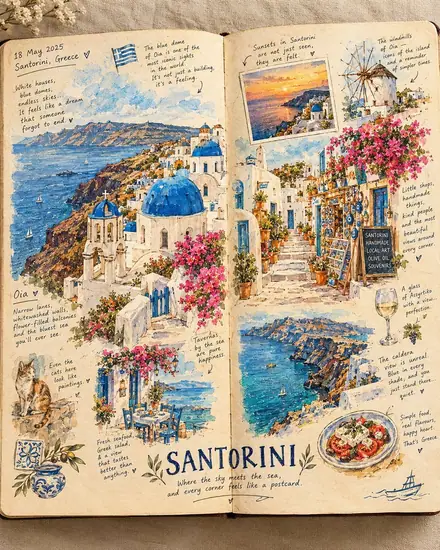 18 May 2025
Santorini, Greece
White houses,
blue domes,
endless skies...
It feels like a dream
that someone
forgot to end.
The blue dome
of Oia is one of the
most iconic sights
in the world.
It's not just a building,
it's a feeling.
Oia
Narrow lanes,
whitewashed walls,
flower-filled balconies
and the bluest sea
you'll ever see.
Tavernas
by the sea
are pure
happiness.
Even the
cats here
look like
paintings.
Fresh seafood,
Greek salad
& a view
that tastes
better than
anything.
Sunsets in Santorini
are not just seen,
they are felt.
The windmills
of Oia
icons of the island
and a reminder
of simpler times.
Little shops,
handmade
things,
kind people
and the most
beautiful
views around
every corner.
SANTORINI
HANDMADE
LOCAL ART
OLIVE OIL
SOUVENIRS
A glass
of Assyrtiko
with a view
perfection.
The caldera
view is unreal
Blue in every
shade, and you
just stand there
quiet.
Simple food,
real flavours,
happy heart.
That's Greece.
SANTORINI
Where the sky meets the sea,
and every corner feels like a postcard.